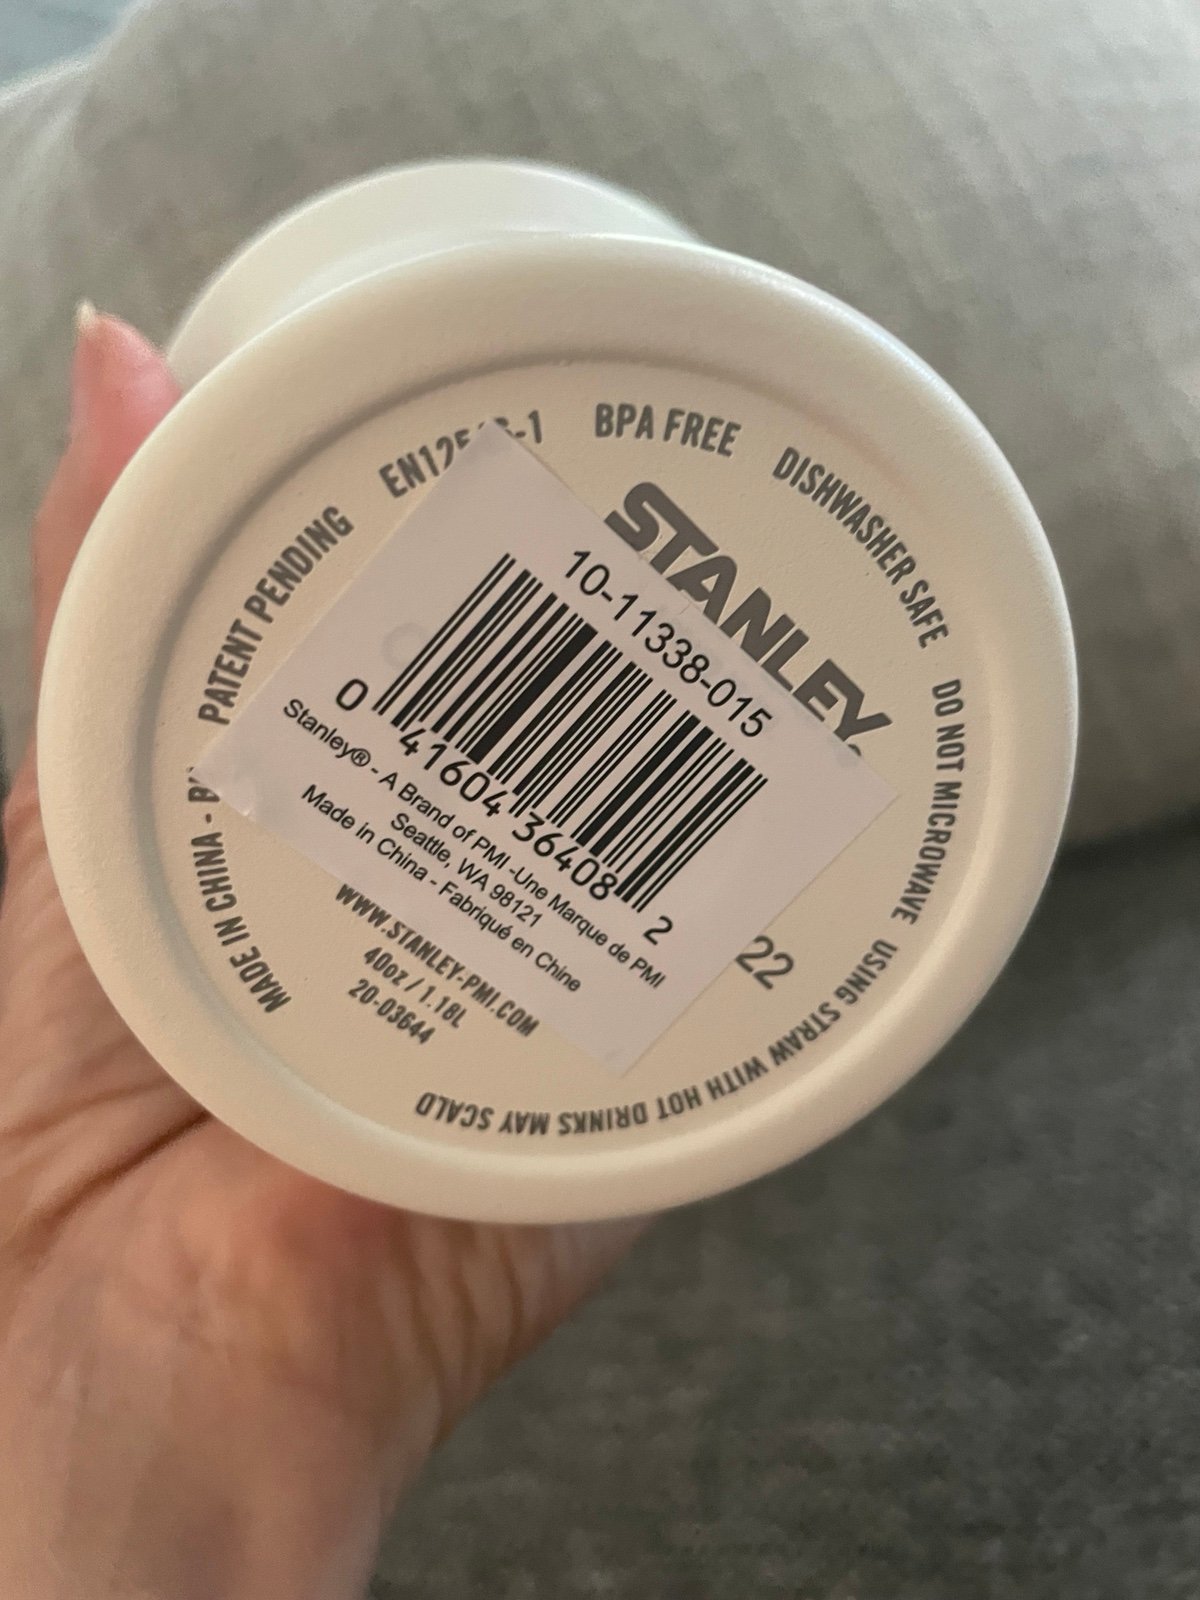 EN12546-1
BPA FREE
DISHWASHER SAFE
DO NOT MICROWAVE
USING STRAW WITH HOT DRINKS MAY SCALD
MADE IN CHINA -
PATENT PENDING
STANLEY
10-11338-015
0 41604 36408 2
Stanley® - A Brand of PMI -Une Marque de PMI
Seattle, WA 98121
Made in China - Fabriqué en Chine
22
WWW.STANLEY-PMI.COM
40oz / 1.18L
20-03644